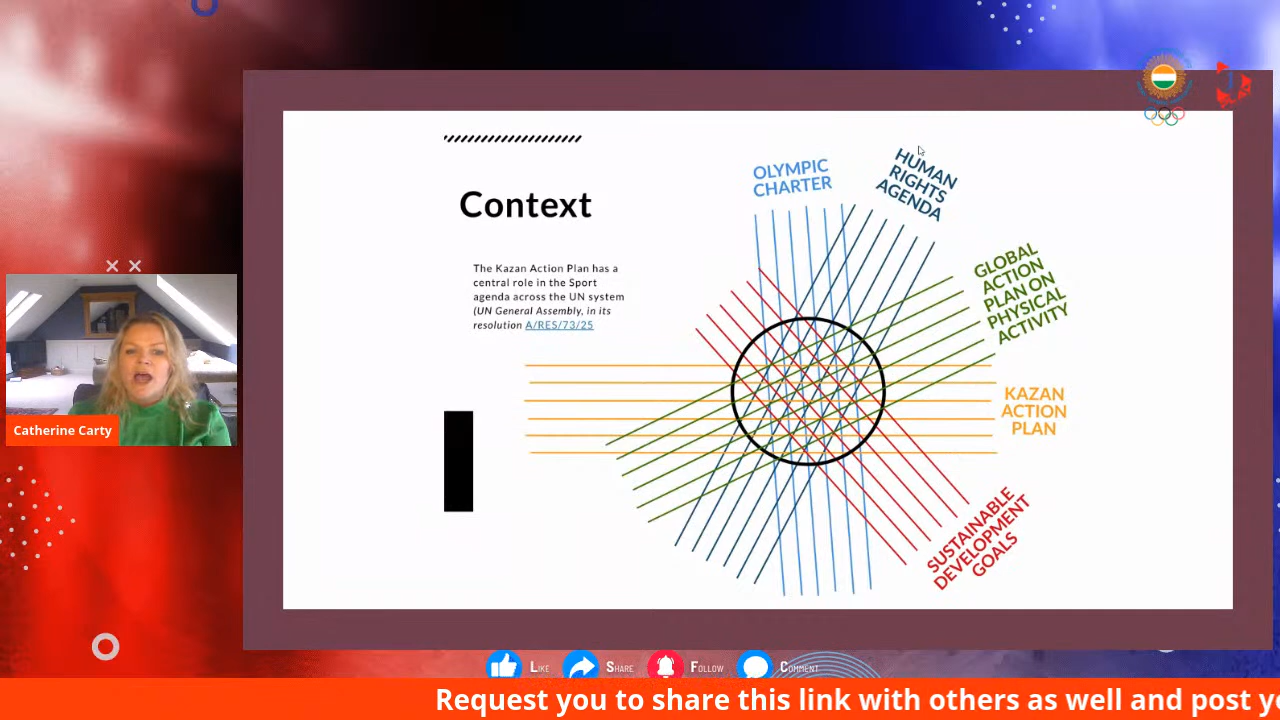 Context
The Kazan Action Plan has a
central role in the Sport
agenda across the UN system
(UN General Assembly, in its
resolution A/RES/73/25
OLYMPIC
CHARTER
HUMAN
RIGHTS
AGENDA
GLOBAL
ACTION
PLAN ON
PHYSICAL
ACTIVITY
KAZAN
ACTION
PLAN
SUSTAINABLE
DEVELOPMENT
GOALS
Catherine Carty
Like
Share
Follow
Comment
Request you to share this link with others as well and post